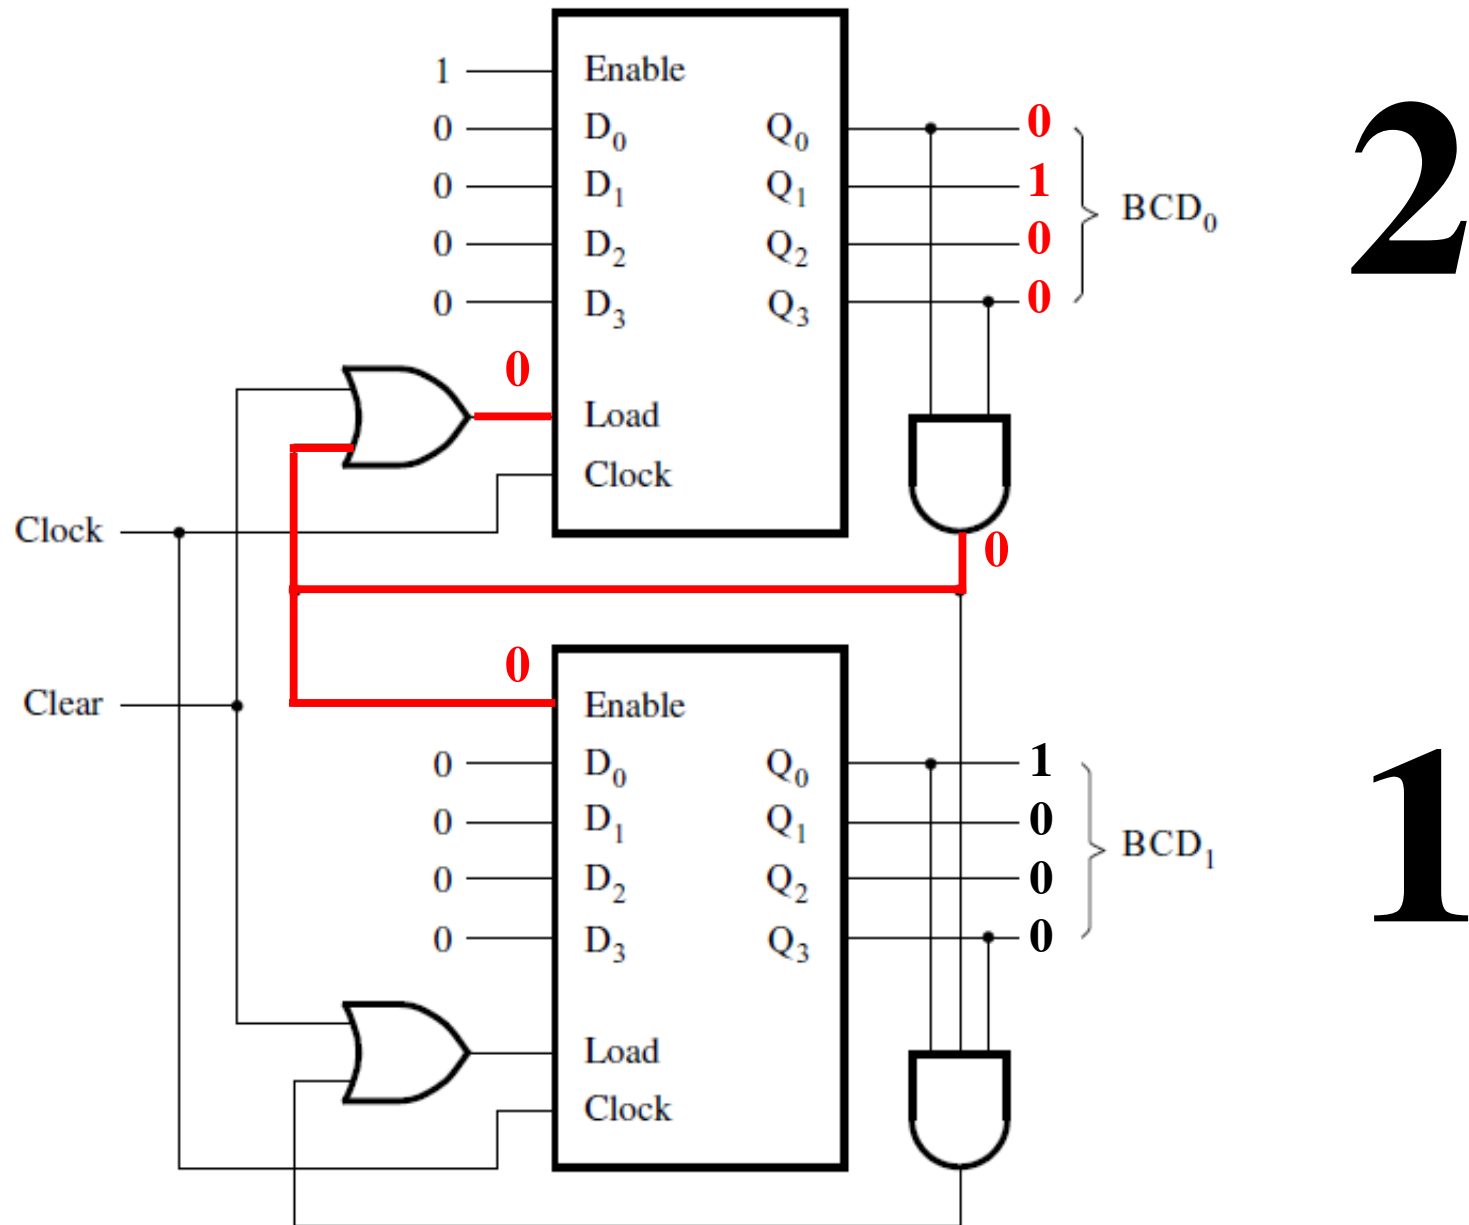 1 Enable
0 D0 Q0 0
0 D1 Q1 1
BCD0 2
0 D2 Q2 0
0 D3 Q3 0
0
Load
Clock
Clock
0
0
Clear Enable
0 D0 Q0 1
0 D1 Q1 0
BCD1 1
0 D2 Q2 0
0 D3 Q3 0
Load
Clock